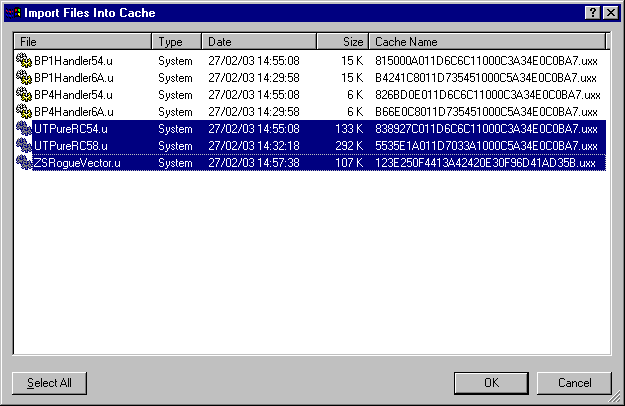 Import Files Into Cache
File Type Date Size Cache Name
BP1Handler54.u System 27/02/03 14:55:08 15 K 815000A011D6C6C11000C3A34E0C0BA7.uxx
BP1Handler6A.u System 27/02/03 14:29:58 15 K B4241C8011D735451000C5A34E0C0BA7.uxx
BP4Handler54.u System 27/02/03 14:55:08 6 K 826BD0E011D6C6C11000C3A34E0C0BA7.uxx
BP4Handler6A.u System 27/02/03 14:29:58 6 K B66E0C8011D735451000C5A34E0C0BA7.uxx
UTPureRC54.u System 27/02/03 14:55:08 133 K 838927C011D6C6C11000C3A34E0C0BA7.uxx
UTPureRC58.u System 27/02/03 14:32:18 292 K 5535E1A011D7033A1000C5A34E0C0BA7.uxx
ZSRogueVector.u System 27/02/03 14:57:38 107 K 123E250F4413A42420E30F96D41AD35B.uxx
Select All OK Cancel